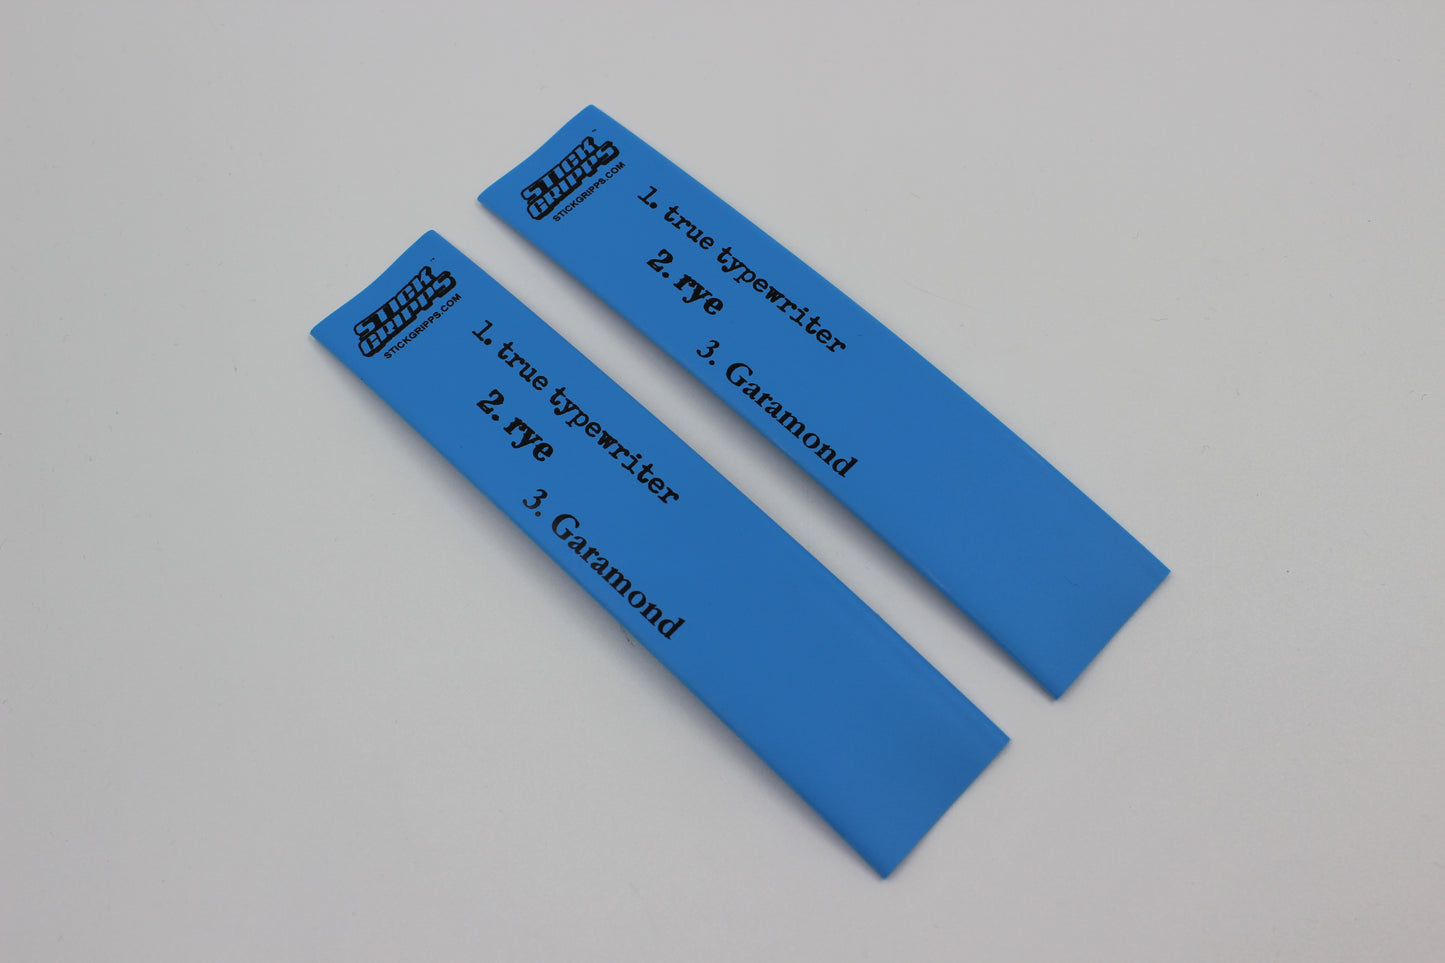 STICK
GRIPPS
STICKGRIPPS.COM
1. true typewriter
2. rye
3. Garamond
STICK
GRIPPS
STICKGRIPPS.COM
1. true typewriter
2. rye
3. Garamond